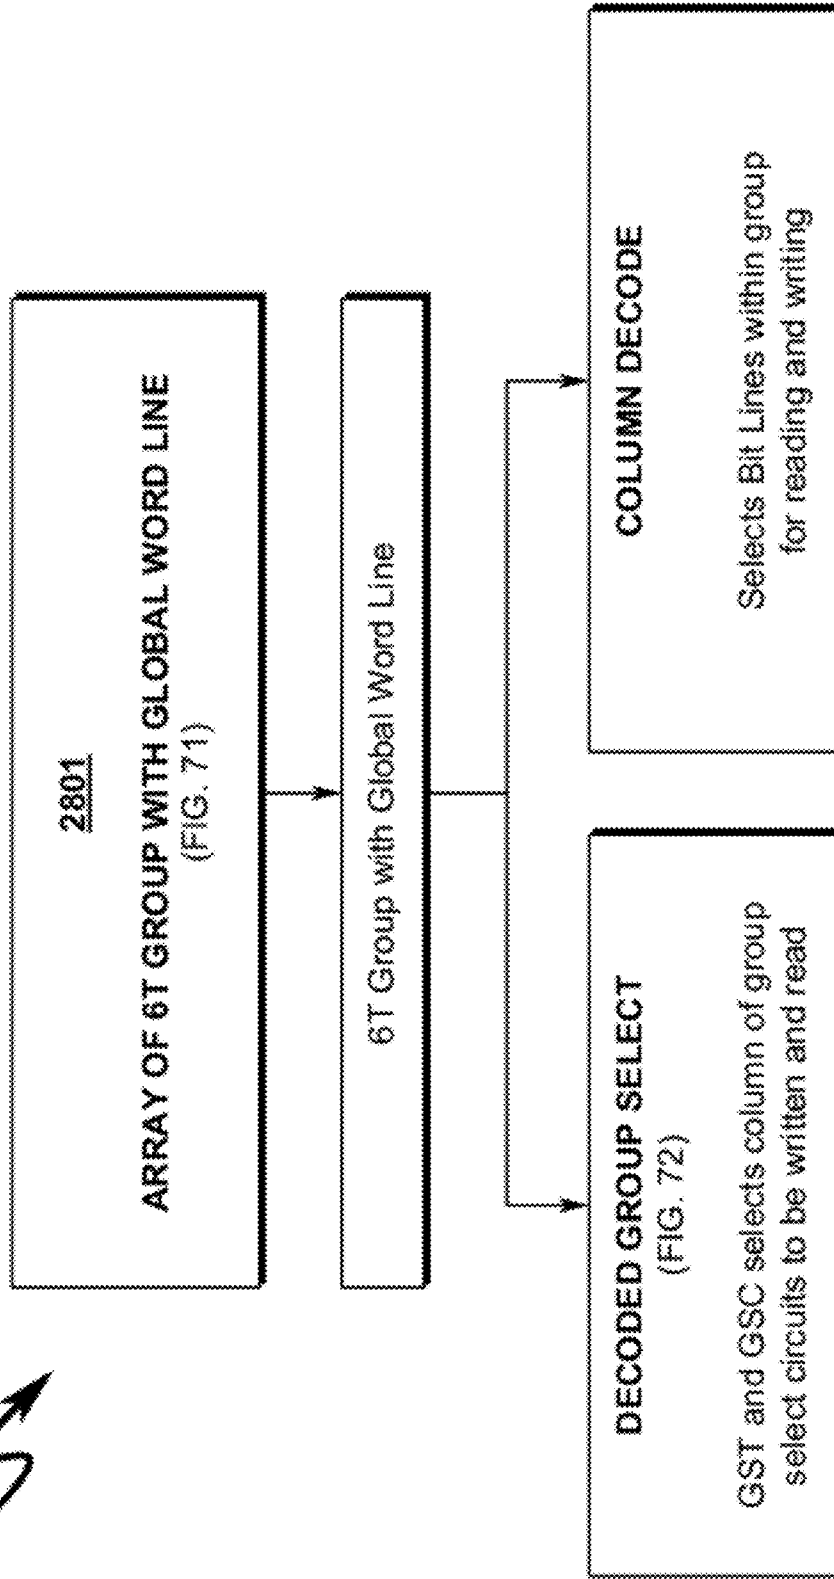 2801
ARRAY OF 6T GROUP WITH GLOBAL WORD LINE
(FIG. 71)
6T Group with Global Word Line
DECODED GROUP SELECT
(FIG. 72)
GST and GSC selects column of group
select circuits to be written and read
COLUMN DECODE
Selects Bit Lines within group
for reading and writing